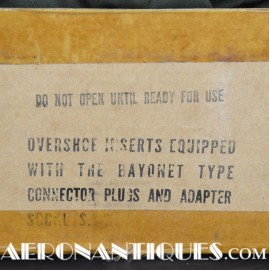 DO NOT OPEN UNTIL READY FOR USE
OVERSHOE INSERTS EQUIPPED
WITH THE BAYONET TYPE
CONNECTOR PLUGS AND ADAPTER
SOCKETS.
AERONANTIQUES.COM